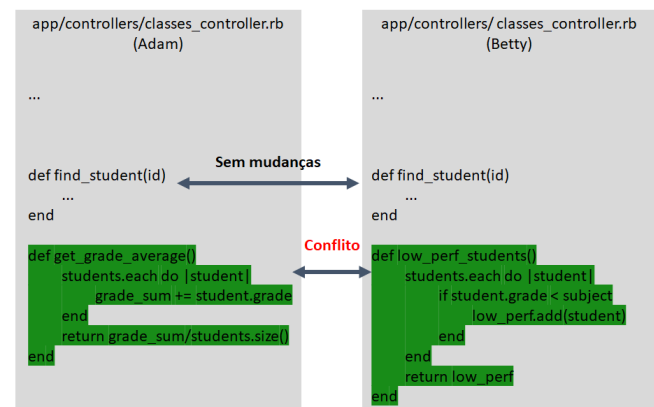 app/controllers/classes_controller.rb
(Adam)
...
def find_student(id)
...
end
def get_grade_average()
students.each do |student|
grade_sum += student.grade
end
return grade_sum/students.size()
end
Sem mudanças
Conflito
app/controllers/ classes_controller.rb
(Betty)
...
def find_student(id)
...
end
def low_perf_students()
students.each do |student|
if student.grade < subject
low_perf.add(student)
end
end
return low_perf
end